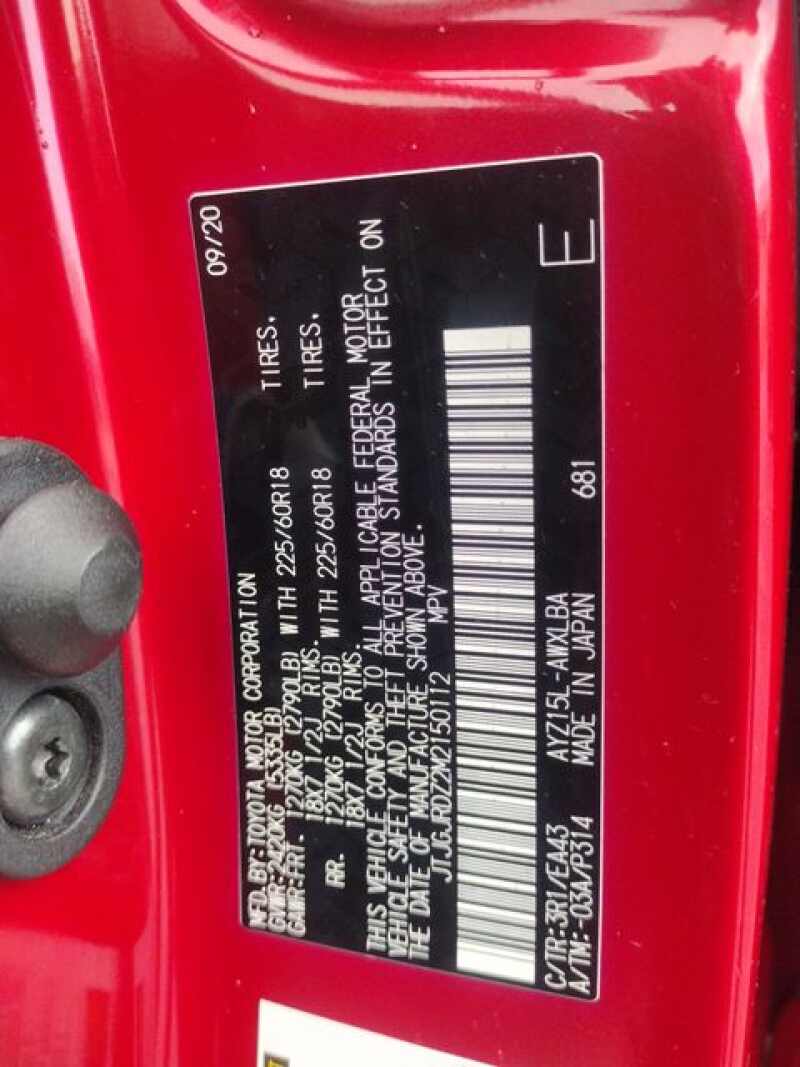 MFD.BY:TOYOTA MOTOR CORPORATION 09/20
GVWR:2420KG (5335LB)
GAWR:FRT. 1270KG (2790LB) WITH 225/60R18 TIRES.
18X7 1/2J RIMS.
RR. 1270KG (2790LB) WITH 225/60R18 TIRES.
18X7 1/2J RIMS.
THIS VEHICLE CONFORMS TO ALL APPLICABLE FEDERAL MOTOR
VEHICLE SAFETY AND THEFT PREVENTION STANDARDS IN EFFECT ON
THE DATE OF MANUFACTURE SHOWN ABOVE.
JTJGJRDZ2M2150112 MPV
C/TR:3R1/EA43 AYZ15L-AWXLBA E
A/TM:-03A/P314 MADE IN JAPAN 681